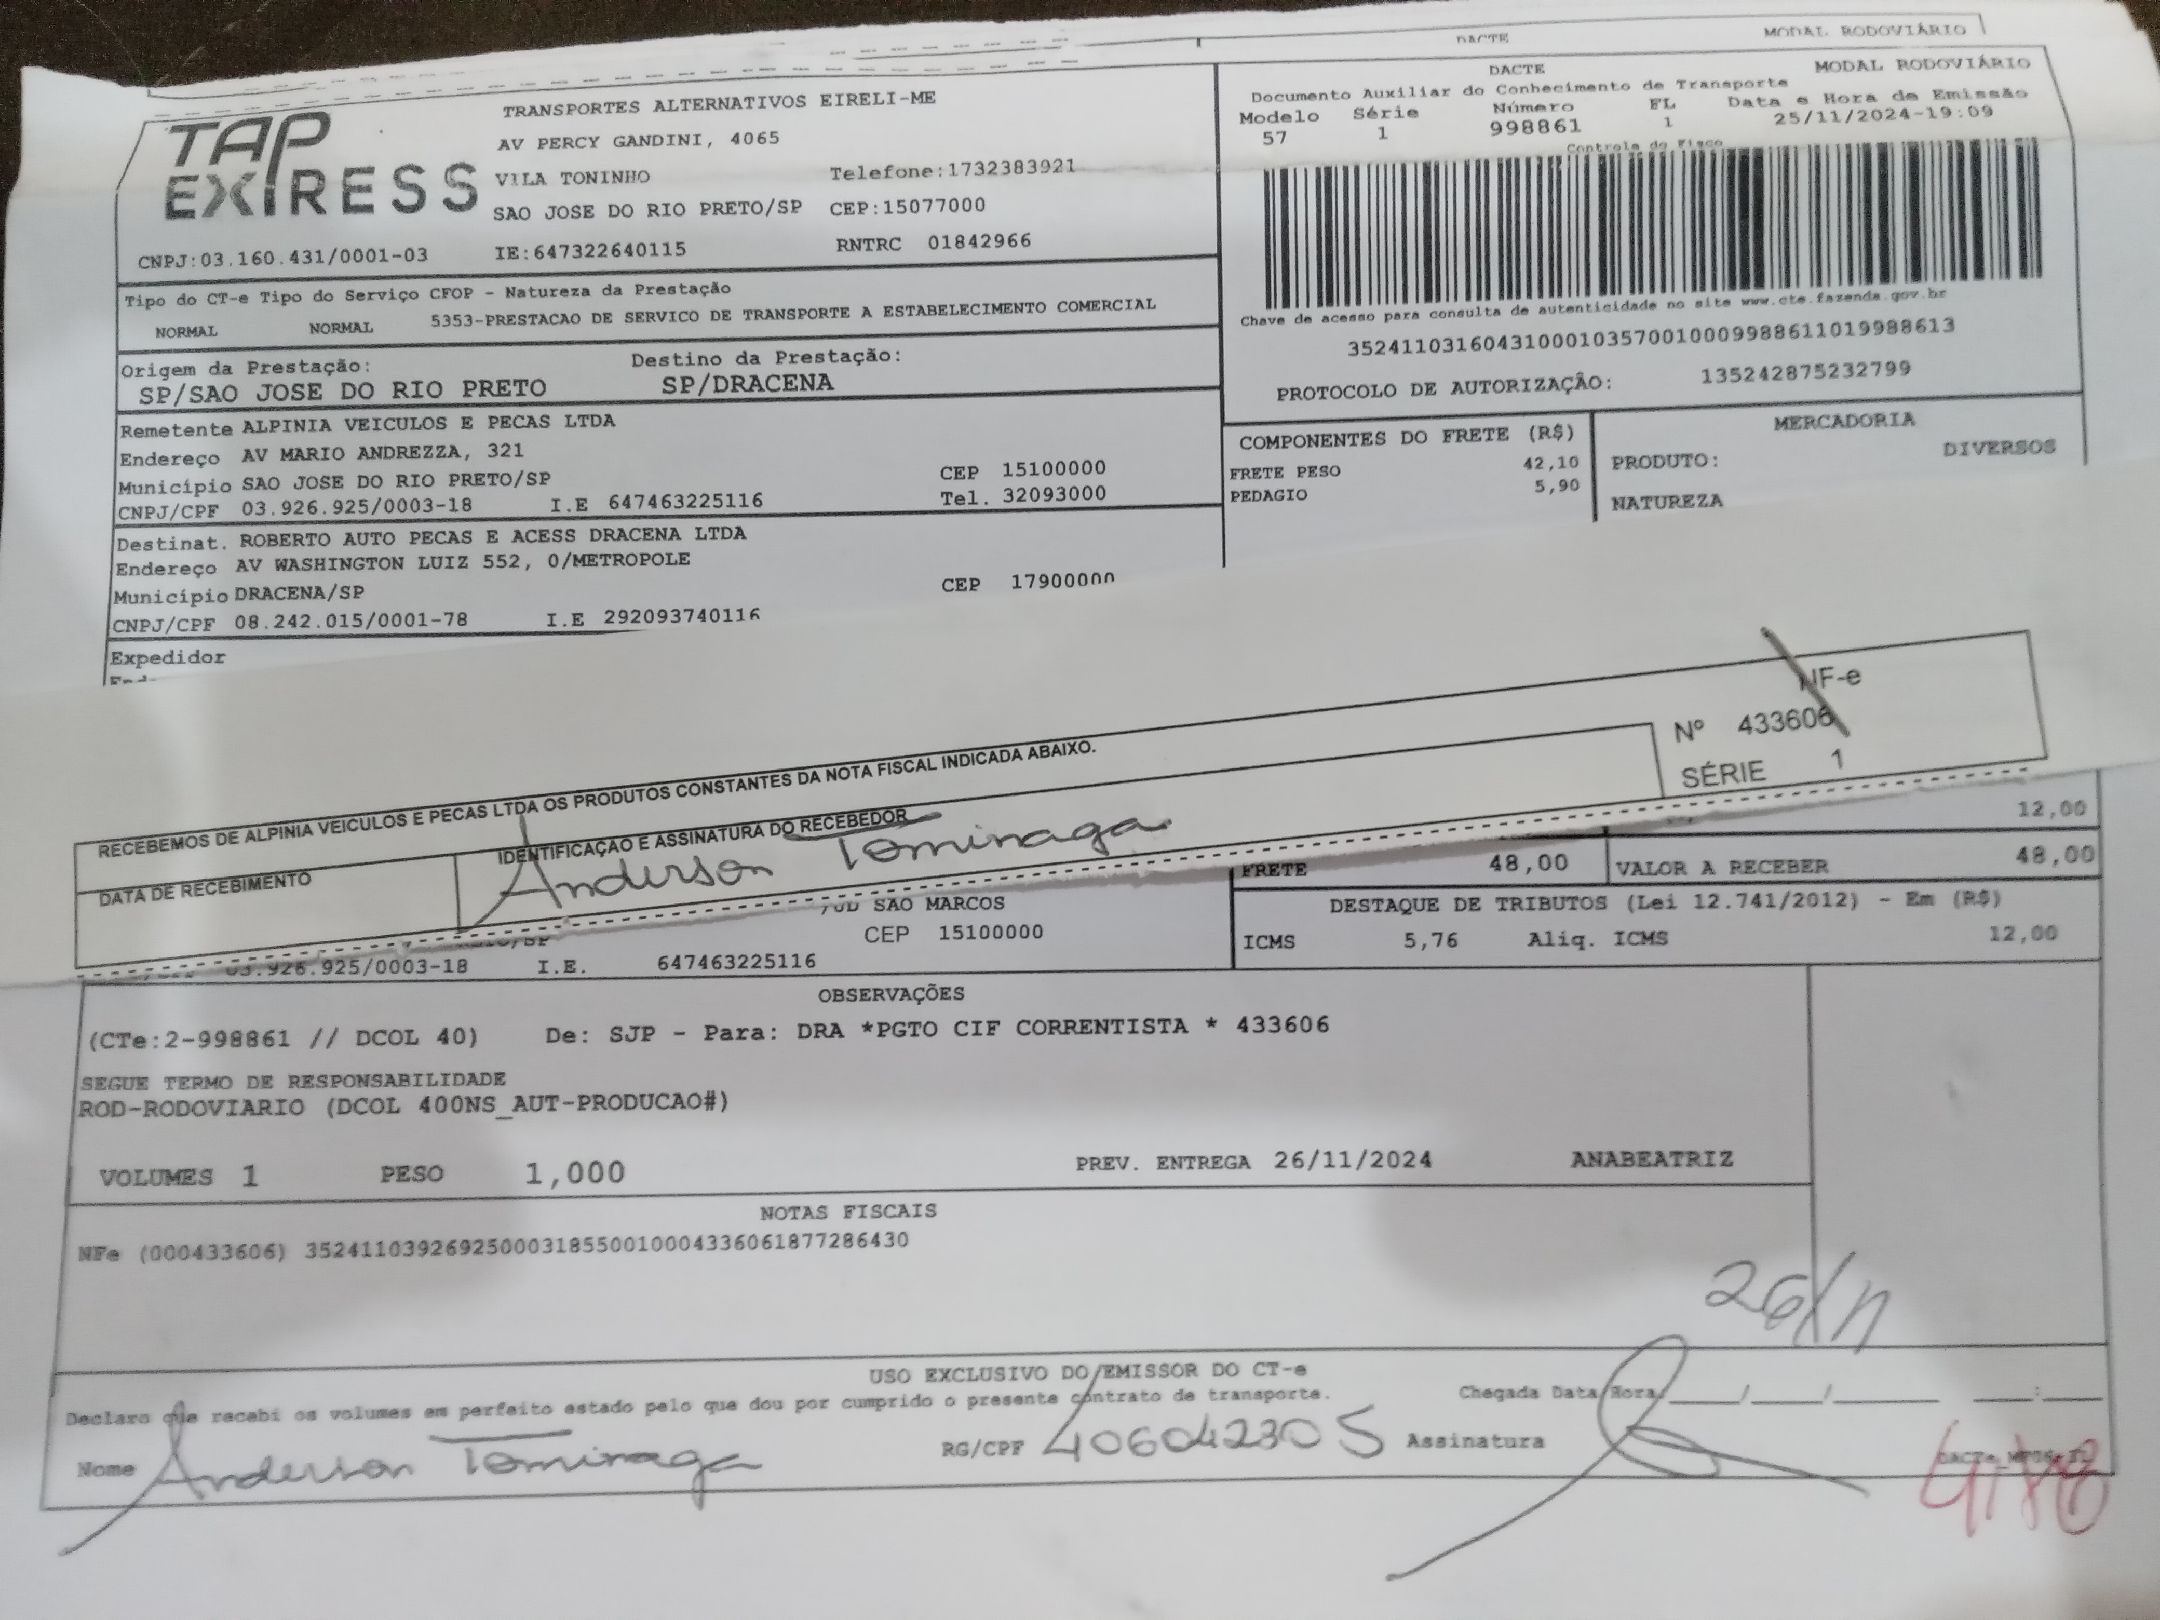 DACTE MODAL RODOVIÁRIO
TAP EXPRESS
TRANSPORTES ALTERNATIVOS EIRELI-ME
AV PERCY GANDINI, 4065
VILA TONINHO Telefone:1732383921
SAO JOSE DO RIO PRETO/SP CEP:15077000
CNPJ:03.160.431/0001-03 IE:647322640115 RNTRC 01842966
DACTE MODAL RODOVIÁRIO
Documento Auxiliar do Conhecimento de Transporte
Modelo Série Número FL Data e Hora de Emissão
57 1 998861 1 25/11/2024-19:09
Controle do Fisco
Chave de acesso para consulta de autenticidade no site www.cte.fazenda.gov.br
35241103160431000103570010009988611019988613
PROTOCOLO DE AUTORIZAÇÃO: 135242875232799
Tipo do CT-e Tipo do Serviço CFOP - Natureza da Prestação
NORMAL NORMAL 5353-PRESTACAO DE SERVICO DE TRANSPORTE A ESTABELECIMENTO COMERCIAL
Origem da Prestação: Destino da Prestação:
SP/SAO JOSE DO RIO PRETO SP/DRACENA
Remetente ALPINIA VEICULOS E PECAS LTDA
Endereço AV MARIO ANDREZZA, 321
Município SAO JOSE DO RIO PRETO/SP CEP 15100000
CNPJ/CPF 03.926.925/0003-18 I.E 647463225116 Tel. 32093000
COMPONENTES DO FRETE (R$)
FRETE PESO 42,10
PEDAGIO 5,90
MERCADORIA
PRODUTO: DIVERSOS
NATUREZA
Destinat. ROBERTO AUTO PECAS E ACESS DRACENA LTDA
Endereço AV WASHINGTON LUIZ 552, 0/METROPOLE
Município DRACENA/SP CEP 17900000
CNPJ/CPF 08.242.015/0001-78 I.E 292093740116
Expedidor
NF-e
Nº 433606
SÉRIE 1
RECEBEMOS DE ALPINIA VEICULOS E PECAS LTDA OS PRODUTOS CONSTANTES DA NOTA FISCAL INDICADA ABAIXO.
DATA DE RECEBIMENTO IDENTIFICAÇÃO E ASSINATURA DO RECEBEDOR
Anderson Tominaga
12,00
FRETE 48,00 VALOR A RECEBER 48,00
SAO MARCOS
CEP 15100000
03.926.925/0003-18 I.E. 647463225116
DESTAQUE DE TRIBUTOS (Lei 12.741/2012) - Em (R$)
ICMS 5,76 Aliq. ICMS 12,00
OBSERVAÇÕES
(CTe:2-998861 // DCOL 40) De: SJP - Para: DRA *PGTO CIF CORRENTISTA * 433606
SEGUE TERMO DE RESPONSABILIDADE
ROD-RODOVIARIO (DCOL 400NS_AUT-PRODUCAO#)
VOLUMES 1 PESO 1,000 PREV. ENTREGA 26/11/2024 ANABEATRIZ
NOTAS FISCAIS
NFe (000433606) 35241103926925000318550010004336061877286430
26/11
USO EXCLUSIVO DO EMISSOR DO CT-e
Declaro que recebi os volumes em perfeito estado pelo que dou por cumprido o presente contrato de transporte. Chegada Data/Hora ___/___/_____ ___:___
Nome Anderson Tominaga RG/CPF 406042305 Assinatura